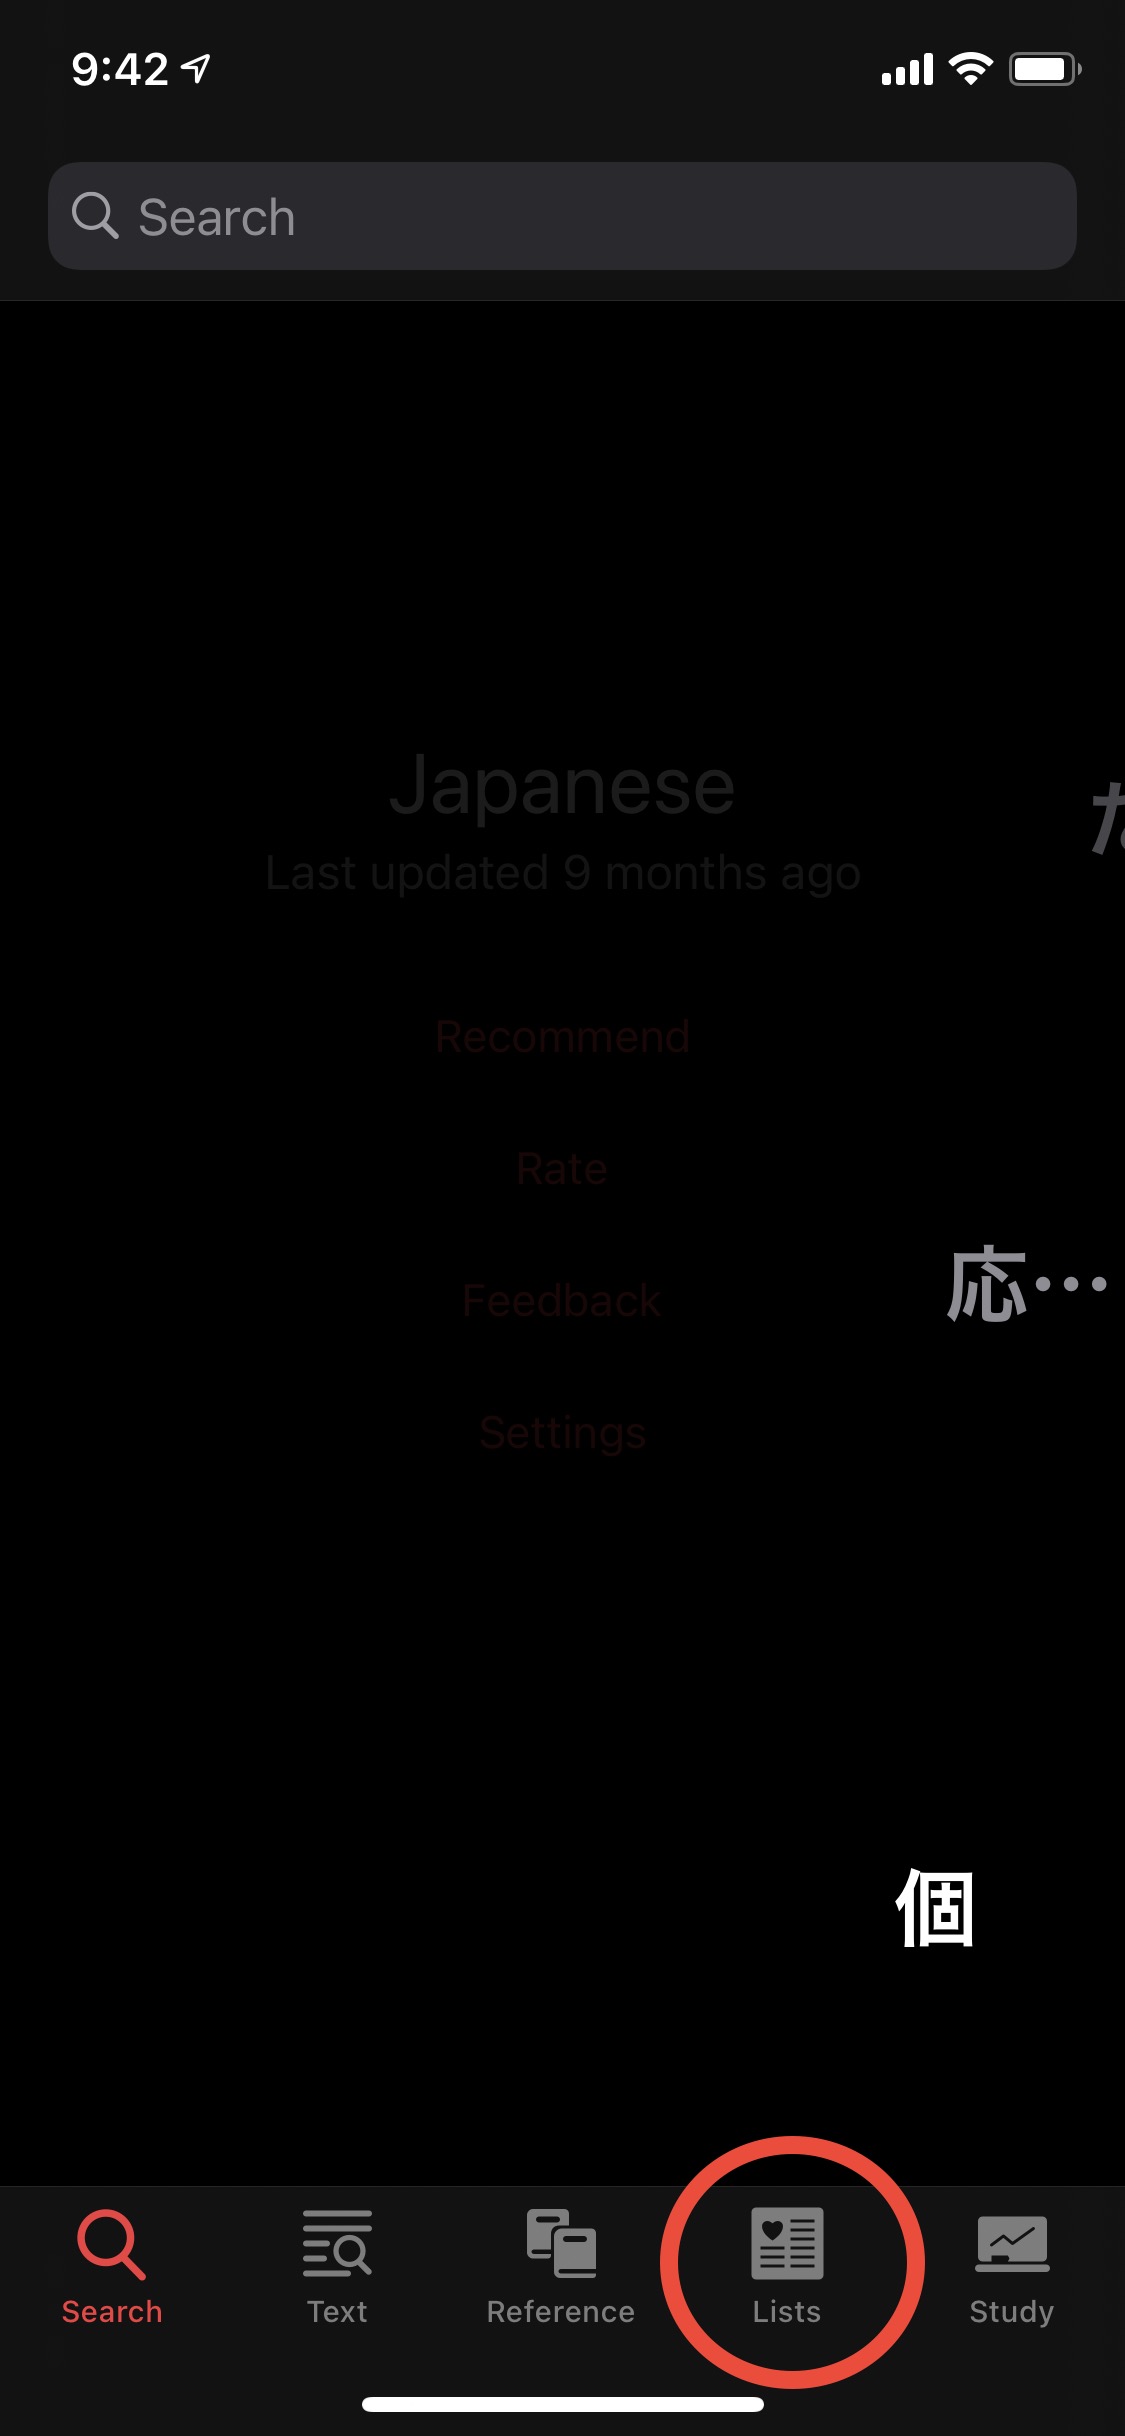 9:42
Search
Japanese
Last updated 9 months ago
Recommend
Rate
応…
Feedback
Settings
個
Search
Text
Reference
Lists
Study